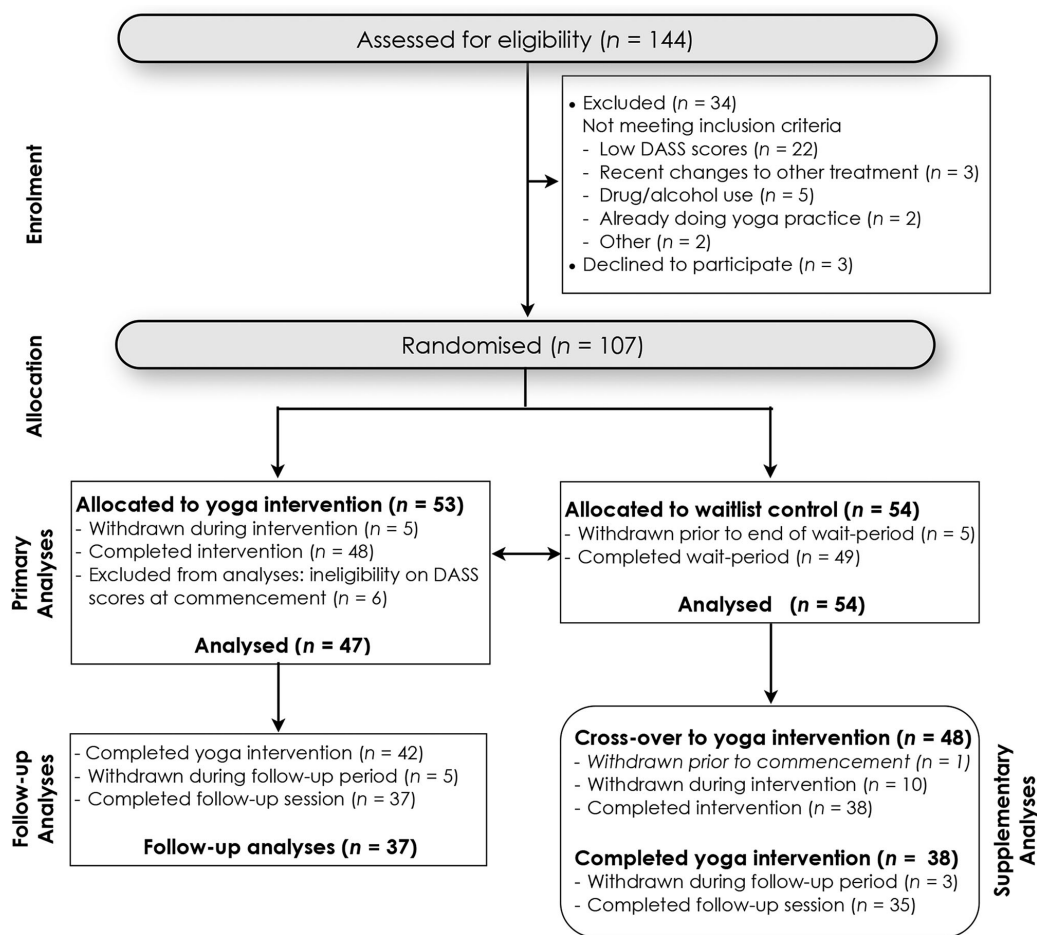 Assessed for eligibility (n = 144)
Enrolment
• Excluded (n = 34)
Not meeting inclusion criteria
- Low DASS scores (n = 22)
- Recent changes to other treatment (n = 3)
- Drug/alcohol use (n = 5)
- Already doing yoga practice (n = 2)
- Other (n = 2)
• Declined to participate (n = 3)
Allocation
Randomised (n = 107)
Primary
Analyses
Allocated to yoga intervention (n = 53)
- Withdrawn during intervention (n = 5)
- Completed intervention (n = 48)
- Excluded from analyses: ineligibility on DASS
scores at commencement (n = 6)
Analysed (n = 47)
Allocated to waitlist control (n = 54)
- Withdrawn prior to end of wait-period (n = 5)
- Completed wait-period (n = 49)
Analysed (n = 54)
Follow-up
Analyses
- Completed yoga intervention (n = 42)
- Withdrawn during follow-up period (n = 5)
- Completed follow-up session (n = 37)
Follow-up analyses (n = 37)
Cross-over to yoga intervention (n = 48)
- Withdrawn prior to commencement (n = 1)
- Withdrawn during intervention (n = 10)
- Completed intervention (n = 38)
Completed yoga intervention (n = 38)
- Withdrawn during follow-up period (n = 3)
- Completed follow-up session (n = 35)
Supplementary
Analyses